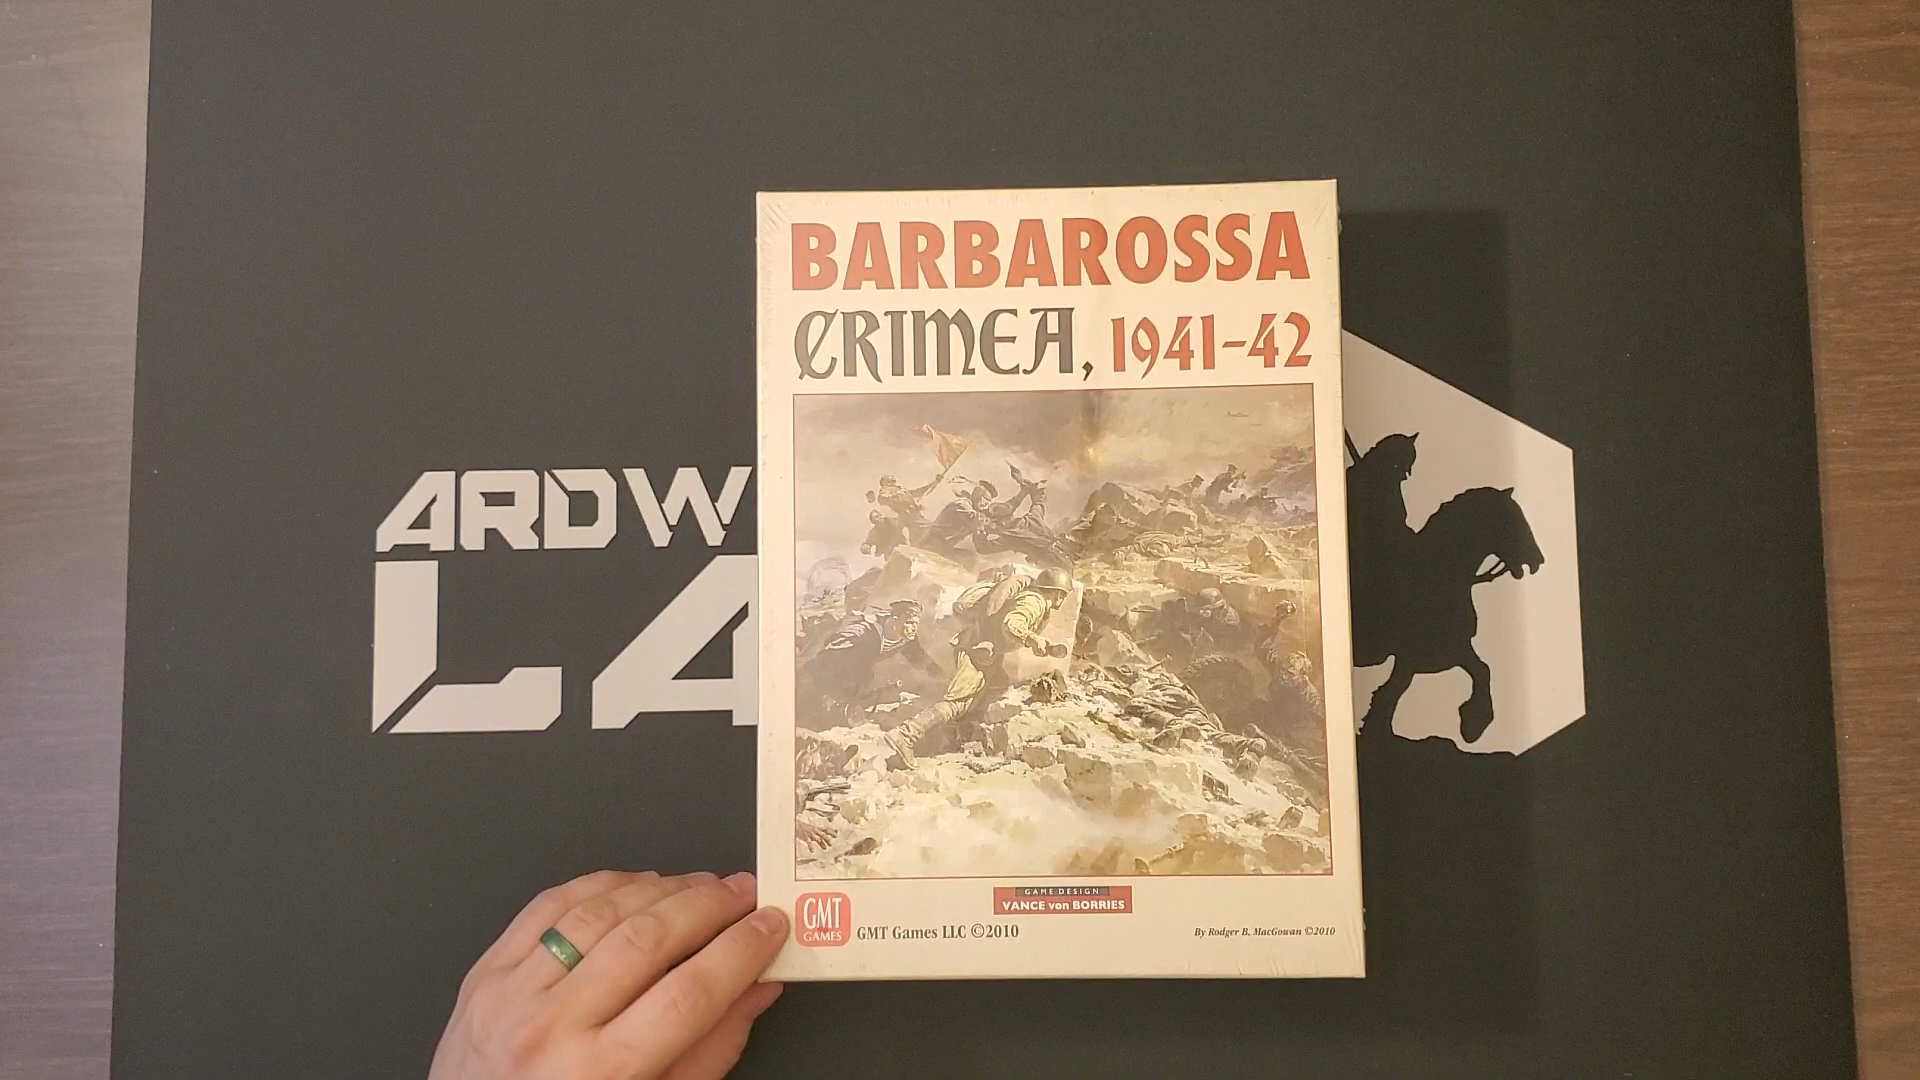 BARBAROSSA
CRIMEA, 1941-42
ARDW
LA
GAME DESIGN
VANCE von BORRIES
GMT
GAMES
GMT Games LLC ©2010
By Rodger B. MacGowan ©2010